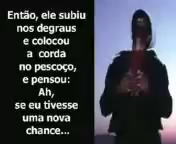 Então, ele subiu
nos degraus
e colocou
a corda
no pescoço,
e pensou:
Ah,
se eu tivesse
uma nova
chance...